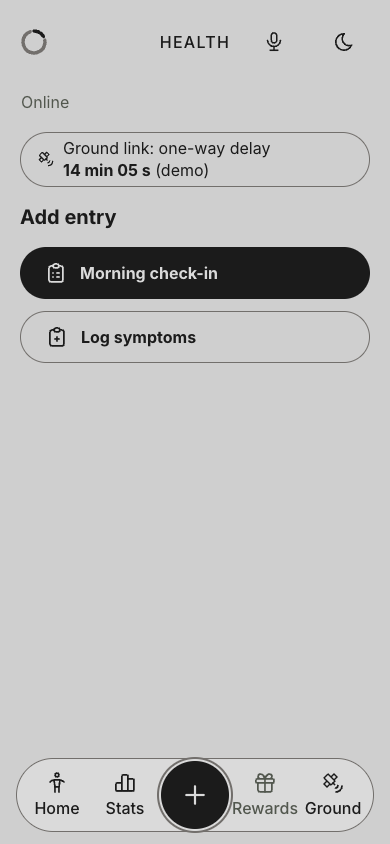 HEALTH
Online
Ground link: one-way delay
14 min 05 s (demo)
Add entry
Morning check-in
Log symptoms
Home
Stats
Rewards
Ground